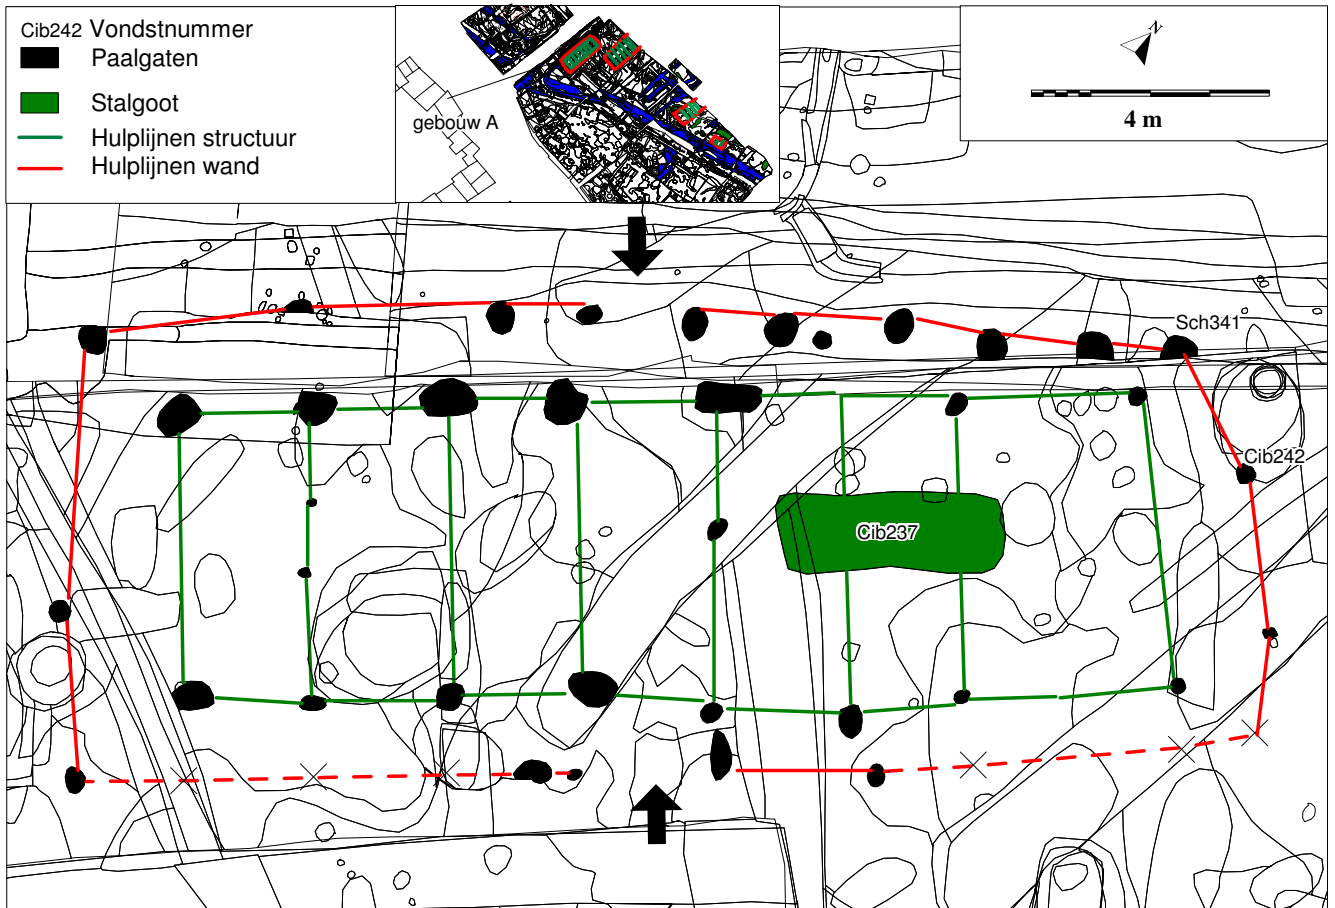 Cib242 Vondstnummer
Paalgaten
Stalgoot
Hulplijnen structuur
Hulplijnen wand
gebouw A
N
4 m
Sch341
Cib242
Cib237